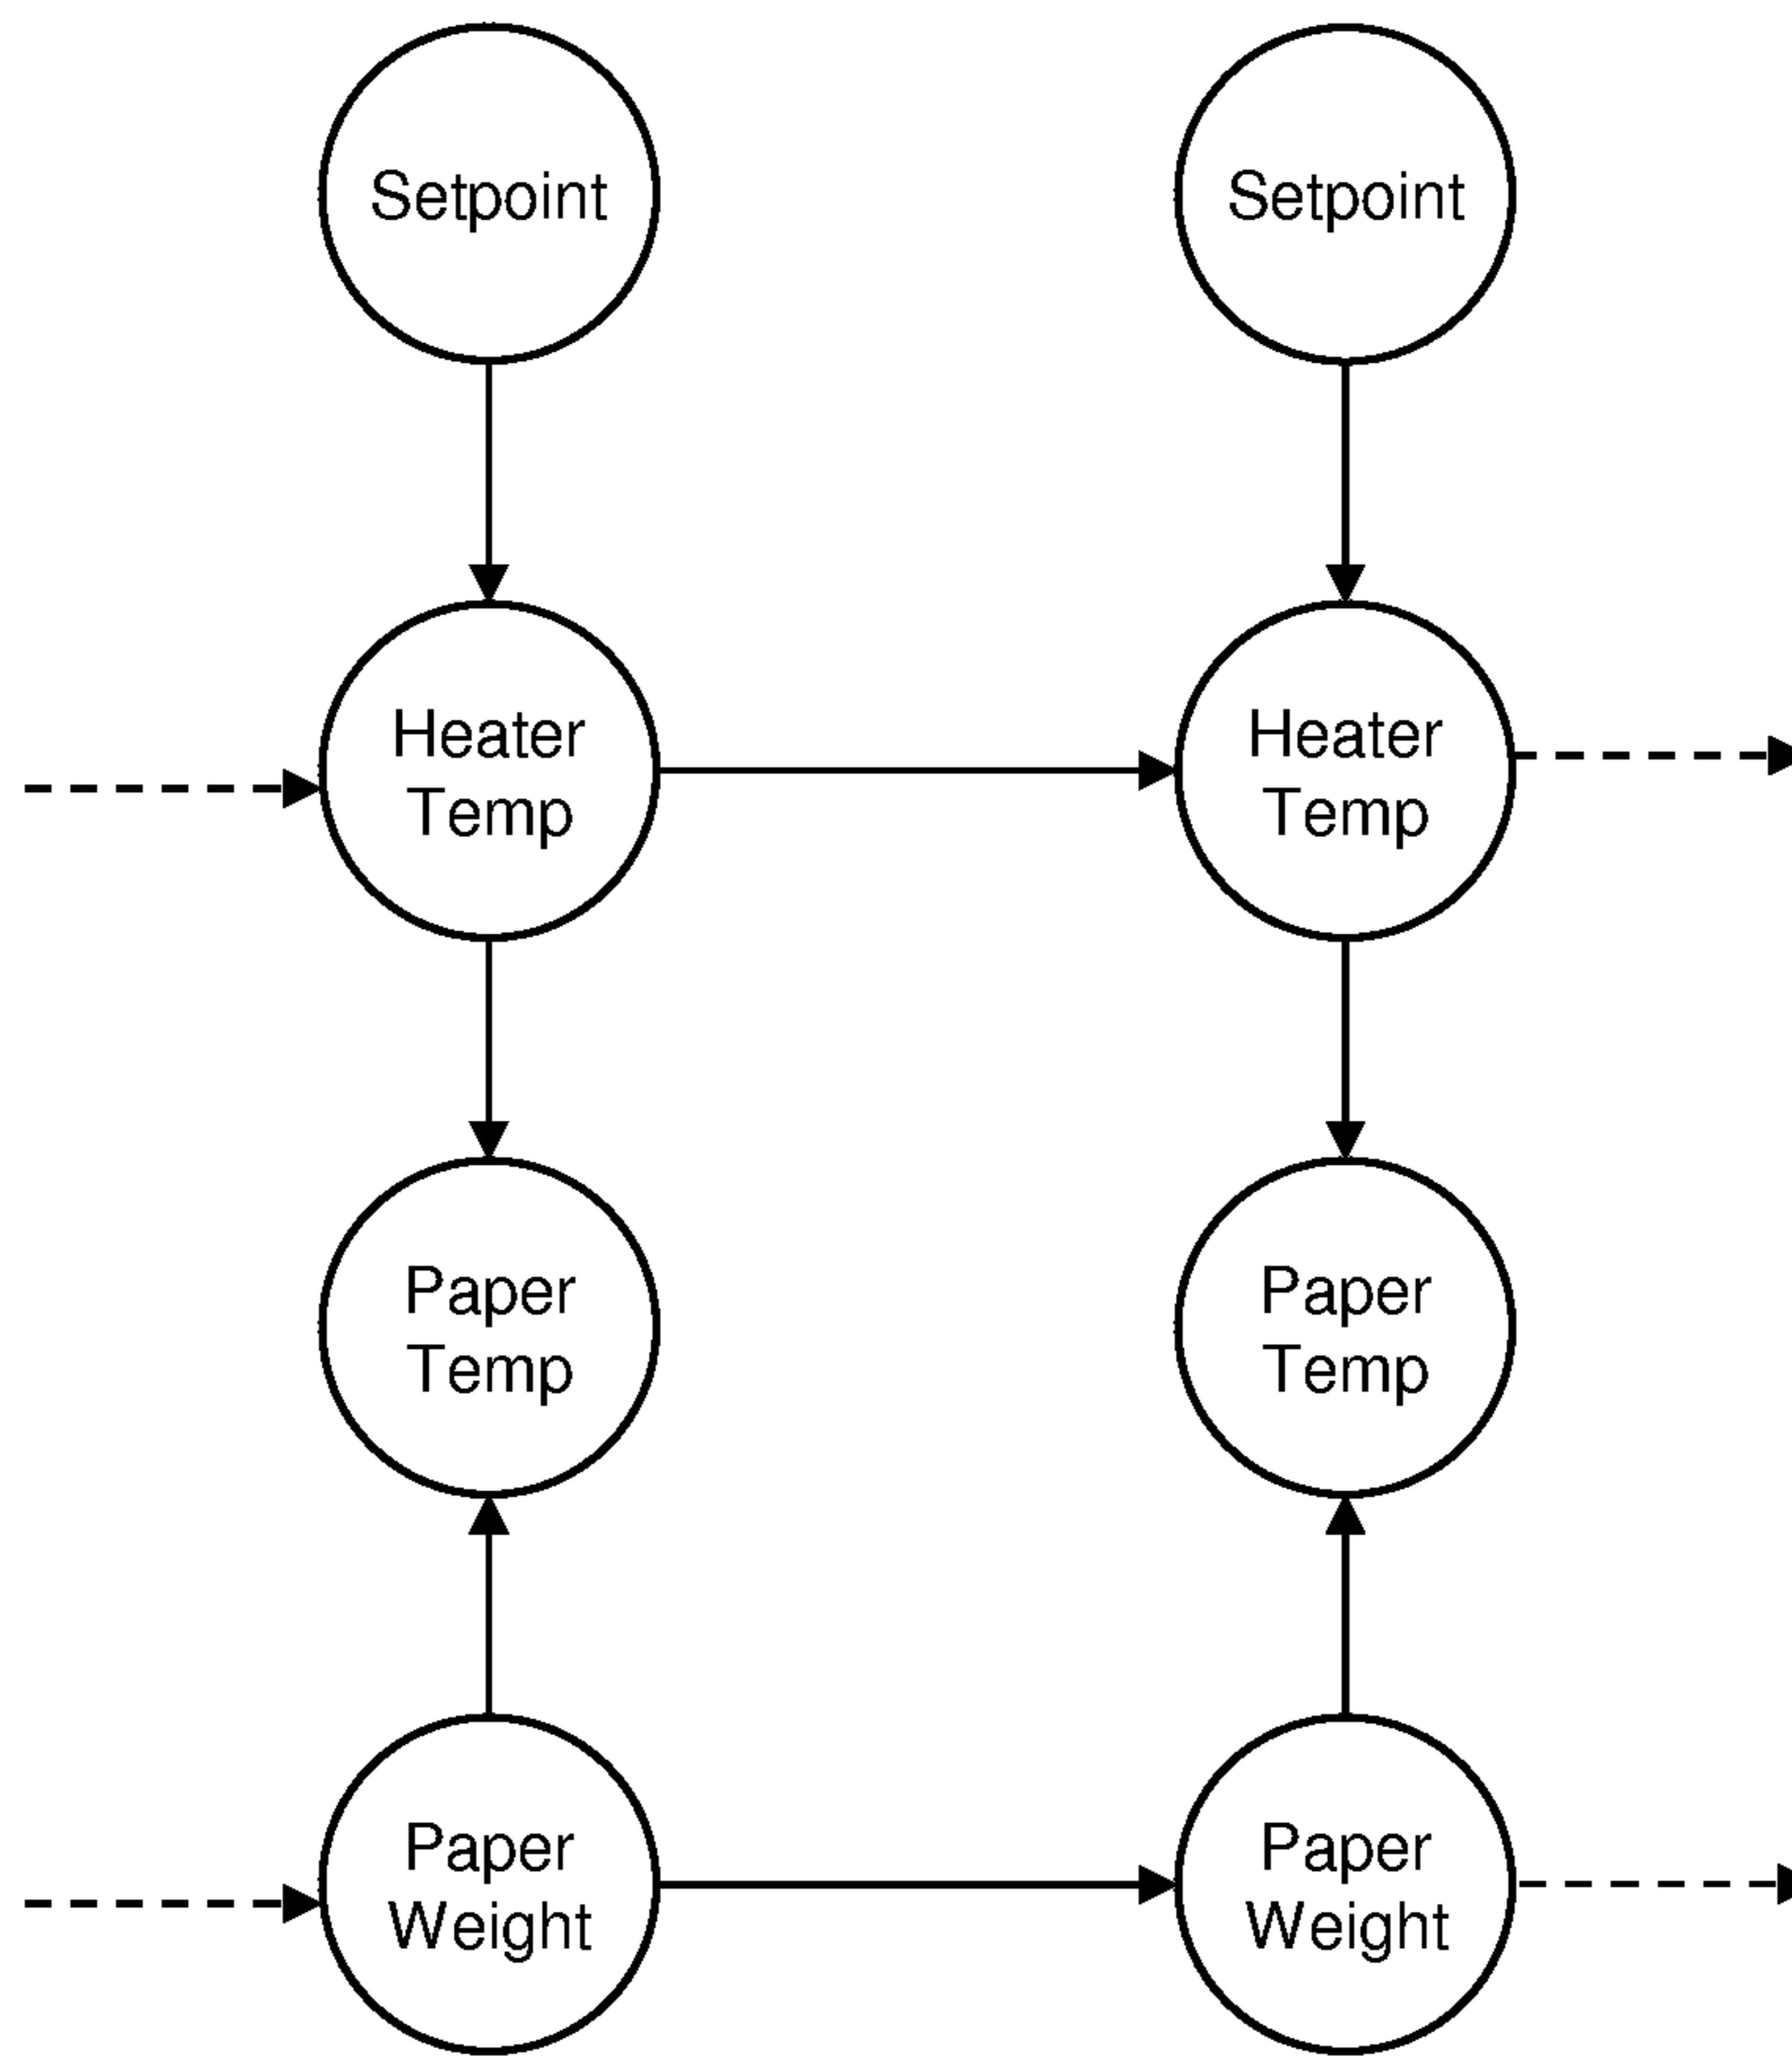 Setpoint
Setpoint
Heater
Temp
Heater
Temp
Paper
Temp
Paper
Temp
Paper
Weight
Paper
Weight